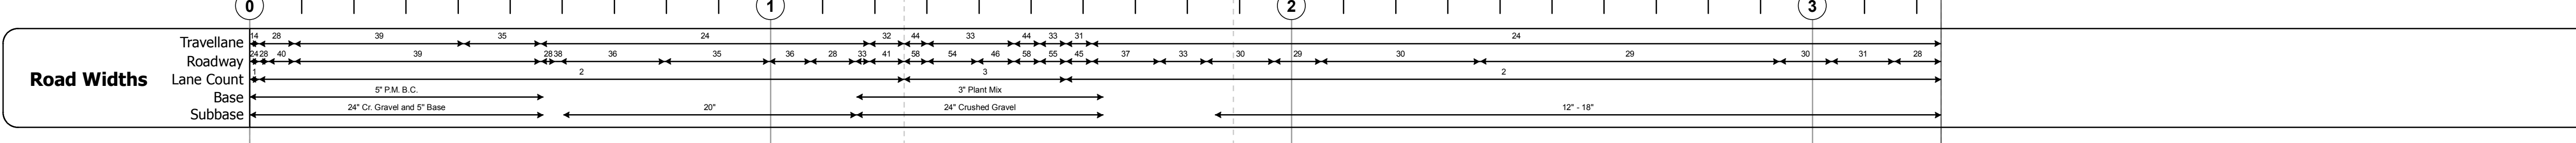 0 1 2 3
14 28 39 35 24 32 44 33 44 33 31 24
Travellane
24 28 40 39 28 38 36 35 36 28 33 41 58 54 46 58 55 45 37 33 30 29 30 29 30 31 28
Roadway
1 2 3 2
Road Widths
Lane Count
5" P.M. B.C. 3" Plant Mix
Base
24" Cr. Gravel and 5" Base 20" 24" Crushed Gravel 12" - 18"
Subbase